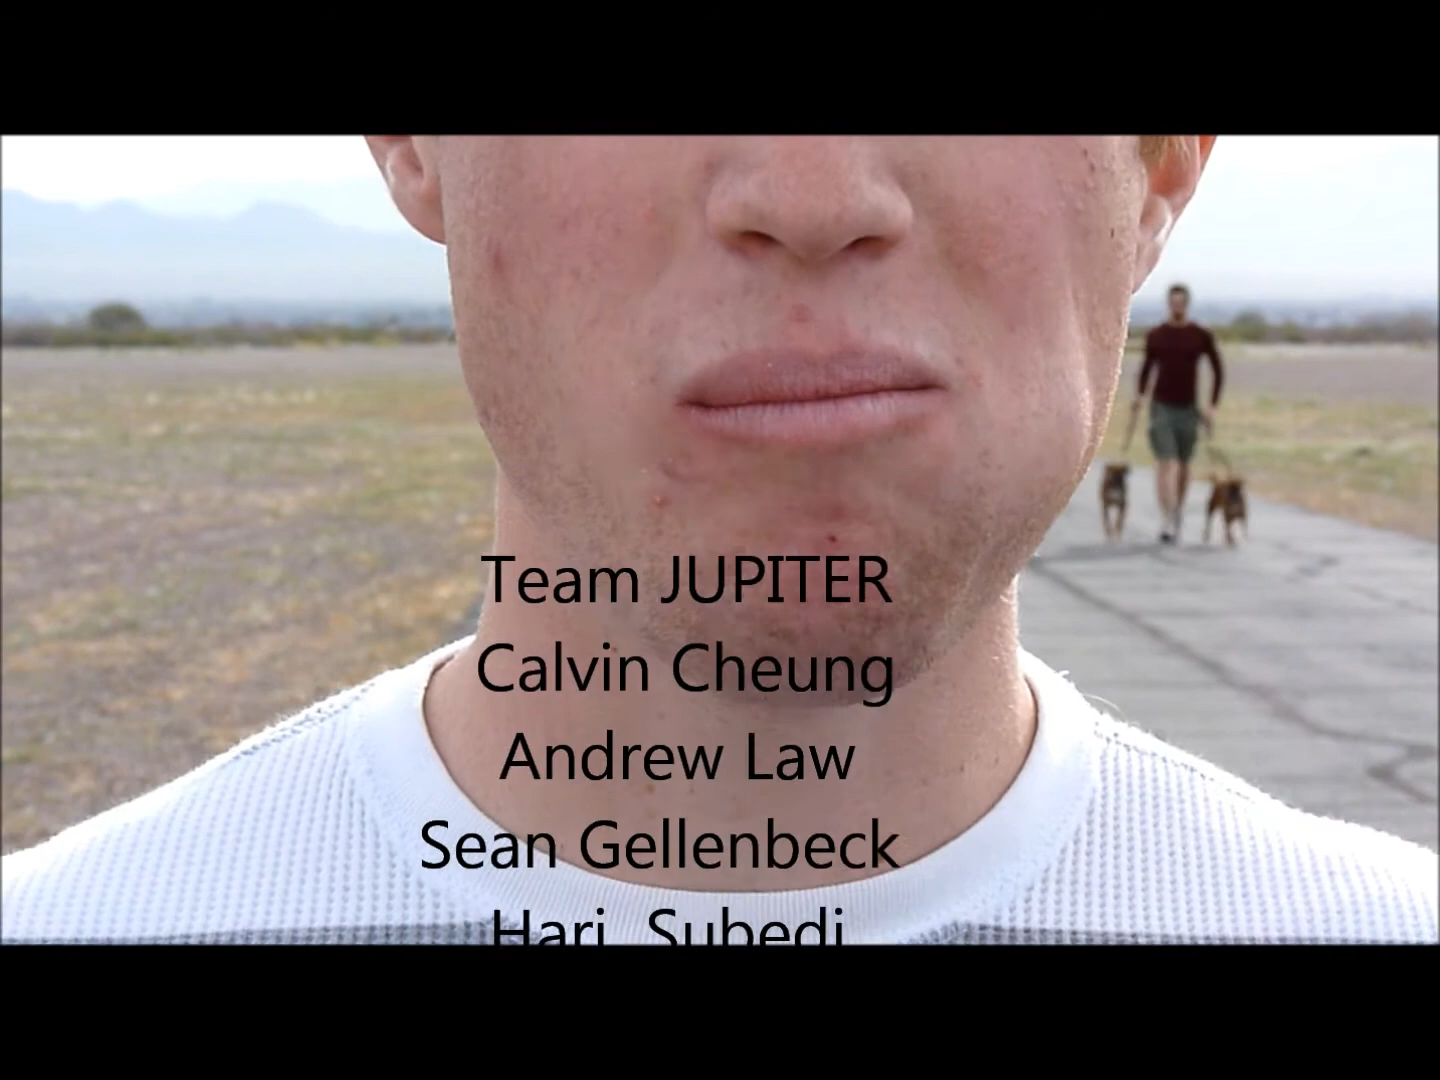 Team JUPITER
Calvin Cheung
Andrew Law
Sean Gellenbeck
Hari Subedi